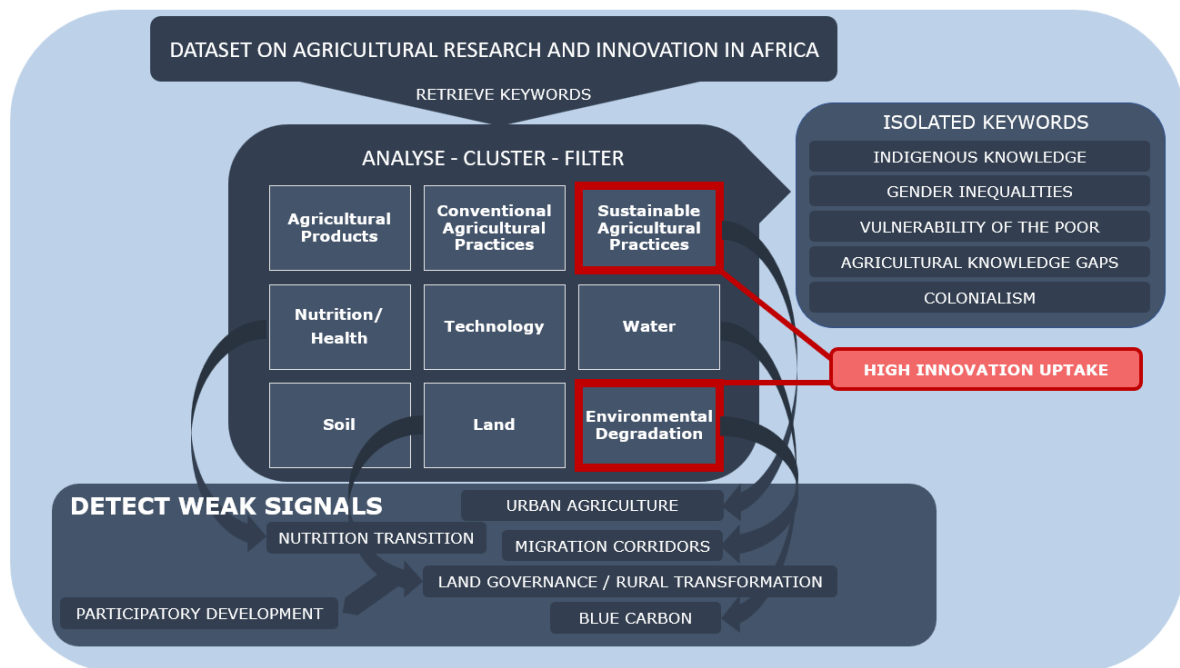 DATASET ON AGRICULTURAL RESEARCH AND INNOVATION IN AFRICA
RETRIEVE KEYWORDS
ANALYSE - CLUSTER - FILTER
Agricultural
Products
Conventional
Agricultural
Practices
Sustainable
Agricultural
Practices
Nutrition/
Health
Technology
Water
Soil
Land
Environmental
Degradation
ISOLATED KEYWORDS
INDIGENOUS KNOWLEDGE
GENDER INEQUALITIES
VULNERABILITY OF THE POOR
AGRICULTURAL KNOWLEDGE GAPS
COLONIALISM
HIGH INNOVATION UPTAKE
DETECT WEAK SIGNALS
URBAN AGRICULTURE
NUTRITION TRANSITION
MIGRATION CORRIDORS
LAND GOVERNANCE / RURAL TRANSFORMATION
PARTICIPATORY DEVELOPMENT
BLUE CARBON